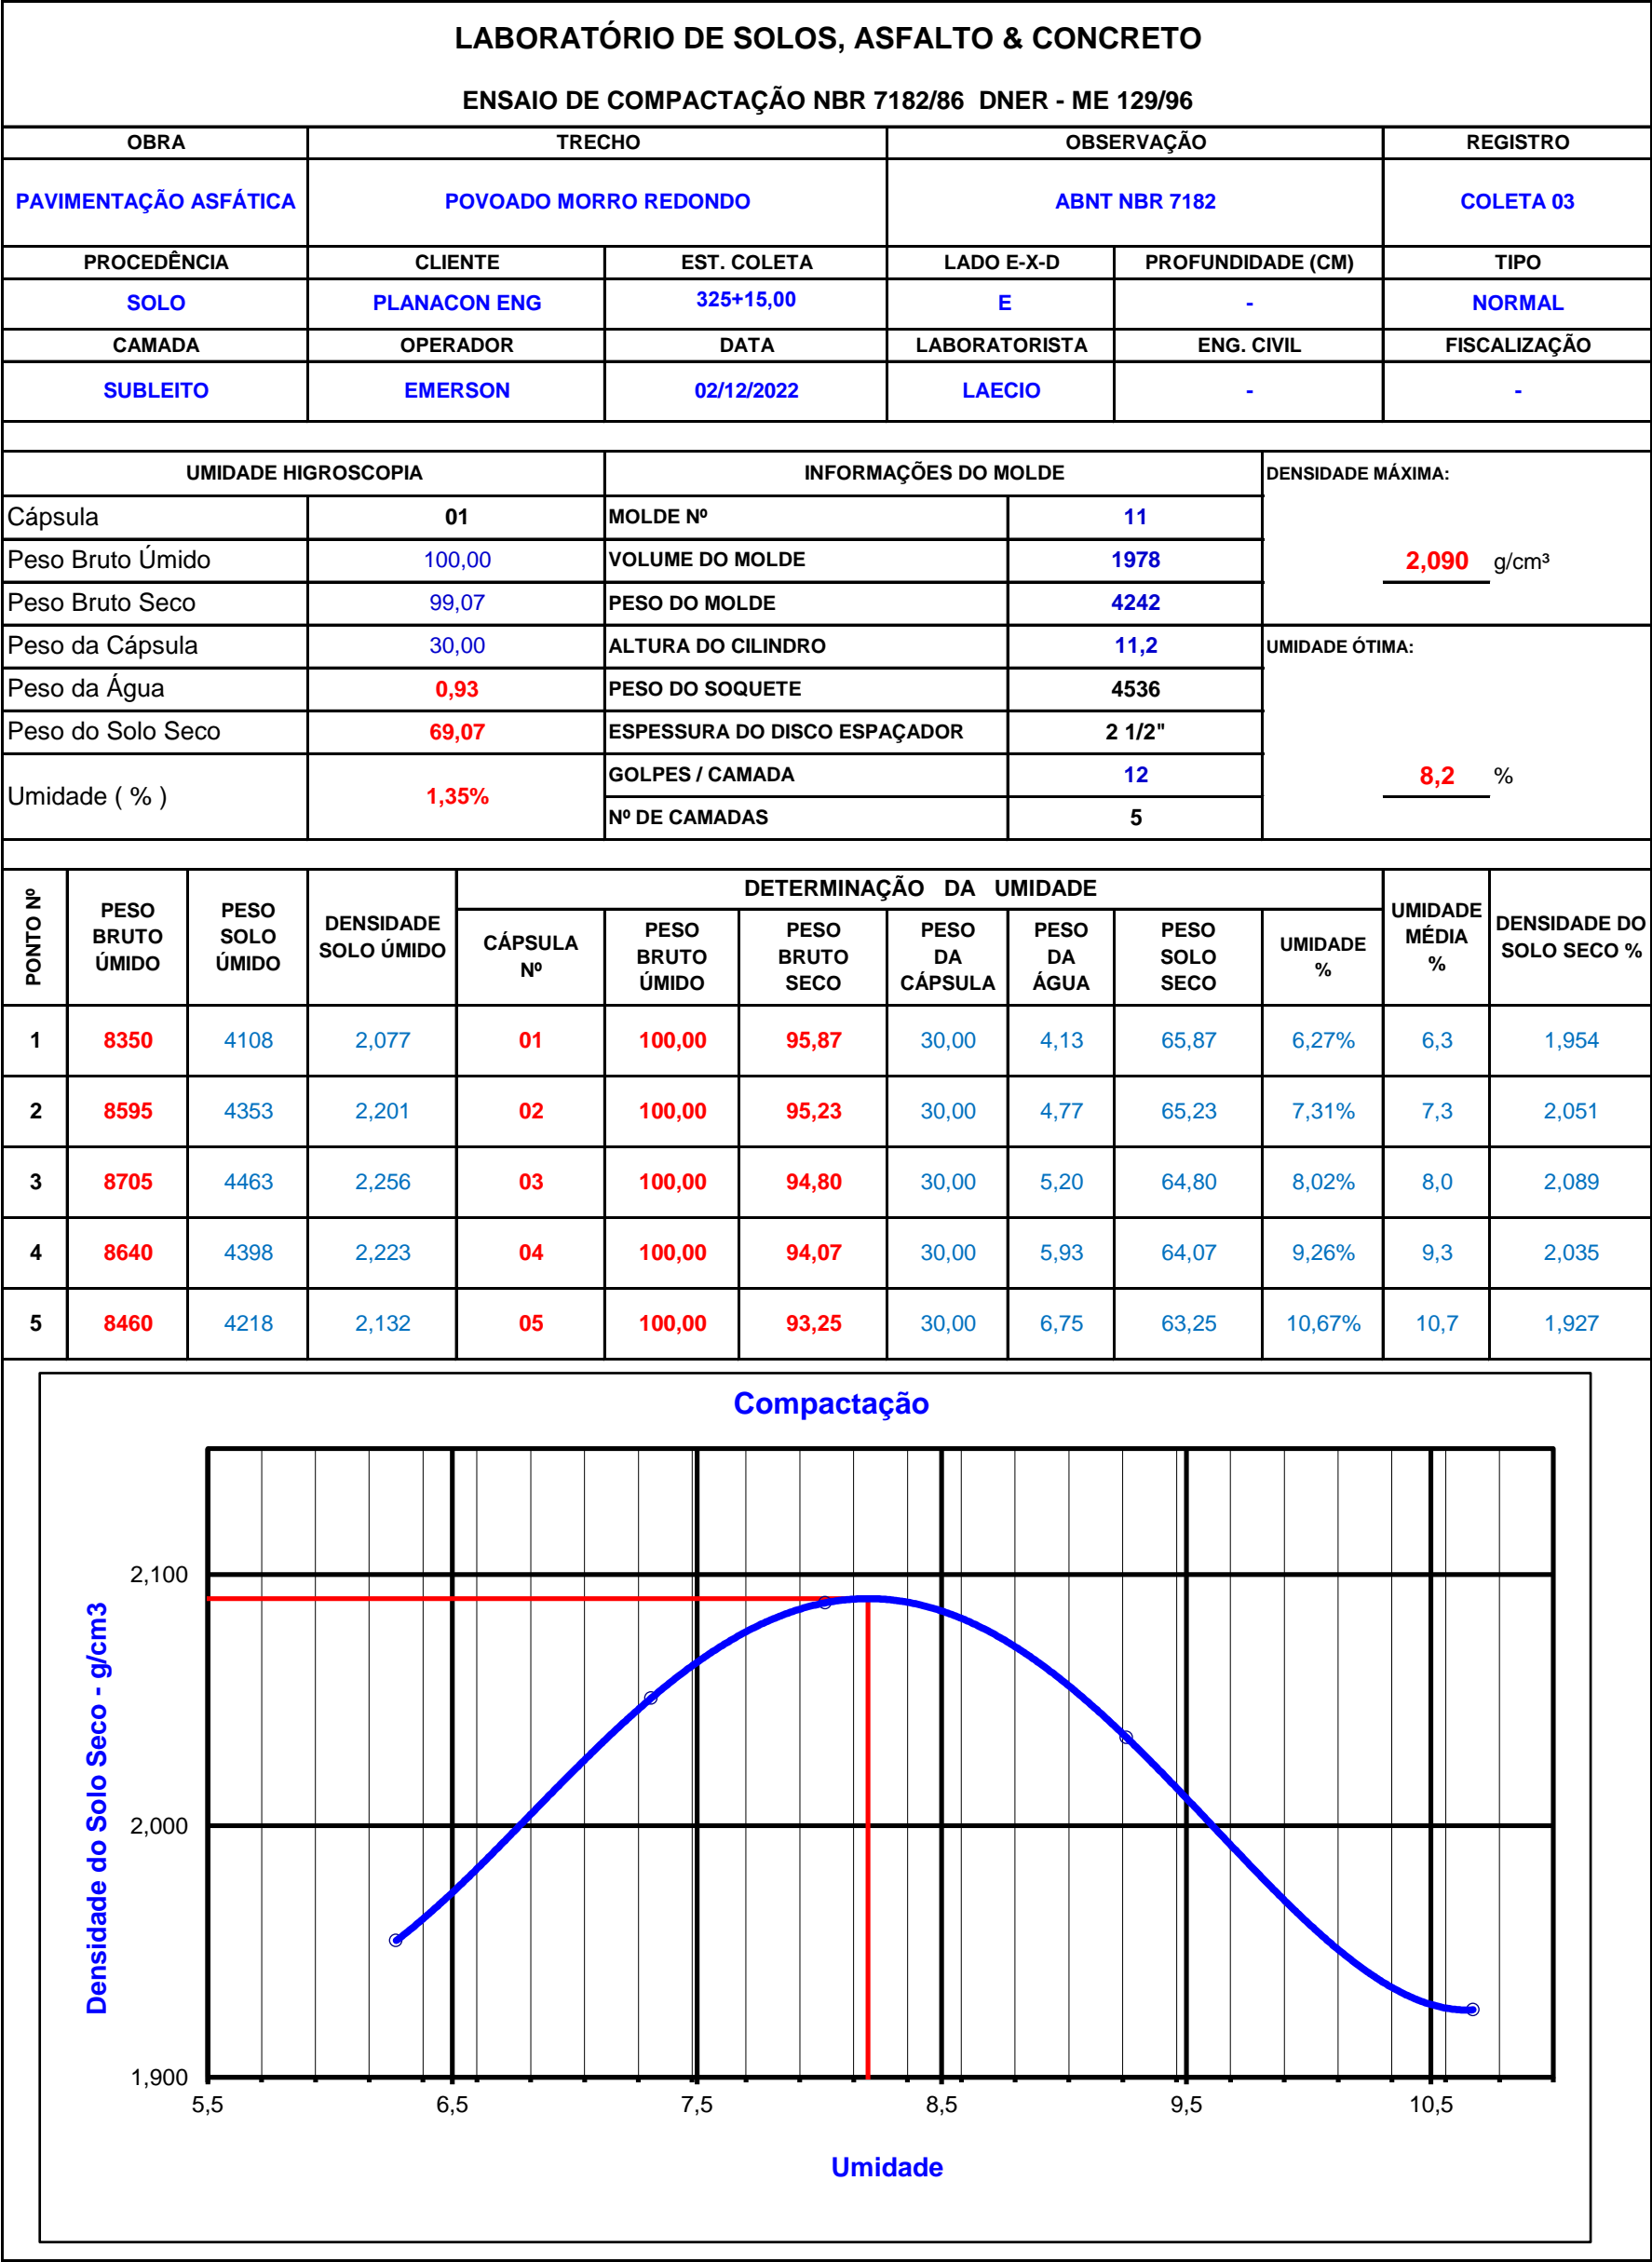 LABORATÓRIO DE SOLOS, ASFALTO & CONCRETO
ENSAIO DE COMPACTAÇÃO NBR 7182/86 DNER - ME 129/96
OBRA TRECHO OBSERVAÇÃO REGISTRO
PAVIMENTAÇÃO ASFÁTICA POVOADO MORRO REDONDO ABNT NBR 7182 COLETA 03
PROCEDÊNCIA CLIENTE EST. COLETA LADO E-X-D PROFUNDIDADE (CM) TIPO
SOLO PLANACON ENG 325+15,00 E - NORMAL
CAMADA OPERADOR DATA LABORATORISTA ENG. CIVIL FISCALIZAÇÃO
SUBLEITO EMERSON 02/12/2022 LAECIO - -
UMIDADE HIGROSCOPIA INFORMAÇÕES DO MOLDE DENSIDADE MÁXIMA:
Cápsula 01 MOLDE Nº 11
Peso Bruto Úmido 100,00 VOLUME DO MOLDE 1978 2,090 g/cm³
Peso Bruto Seco 99,07 PESO DO MOLDE 4242
Peso da Cápsula 30,00 ALTURA DO CILINDRO 11,2 UMIDADE ÓTIMA:
Peso da Água 0,93 PESO DO SOQUETE 4536
Peso do Solo Seco 69,07 ESPESSURA DO DISCO ESPAÇADOR 2 1/2"
Umidade ( % ) 1,35% GOLPES / CAMADA 12 8,2 %
Nº DE CAMADAS 5
PONTO Nº PESO BRUTO ÚMIDO PESO SOLO ÚMIDO DENSIDADE SOLO ÚMIDO DETERMINAÇÃO DA UMIDADE UMIDADE MÉDIA % DENSIDADE DO SOLO SECO %
CÁPSULA Nº PESO BRUTO ÚMIDO PESO BRUTO SECO PESO DA CÁPSULA PESO DA ÁGUA PESO SOLO SECO UMIDADE %
1 8350 4108 2,077 01 100,00 95,87 30,00 4,13 65,87 6,27% 6,3 1,954
2 8595 4353 2,201 02 100,00 95,23 30,00 4,77 65,23 7,31% 7,3 2,051
3 8705 4463 2,256 03 100,00 94,80 30,00 5,20 64,80 8,02% 8,0 2,089
4 8640 4398 2,223 04 100,00 94,07 30,00 5,93 64,07 9,26% 9,3 2,035
5 8460 4218 2,132 05 100,00 93,25 30,00 6,75 63,25 10,67% 10,7 1,927
Compactação
Densidade do Solo Seco - g/cm3
2,100
2,000
1,900
5,5 6,5 7,5 8,5 9,5 10,5
Umidade